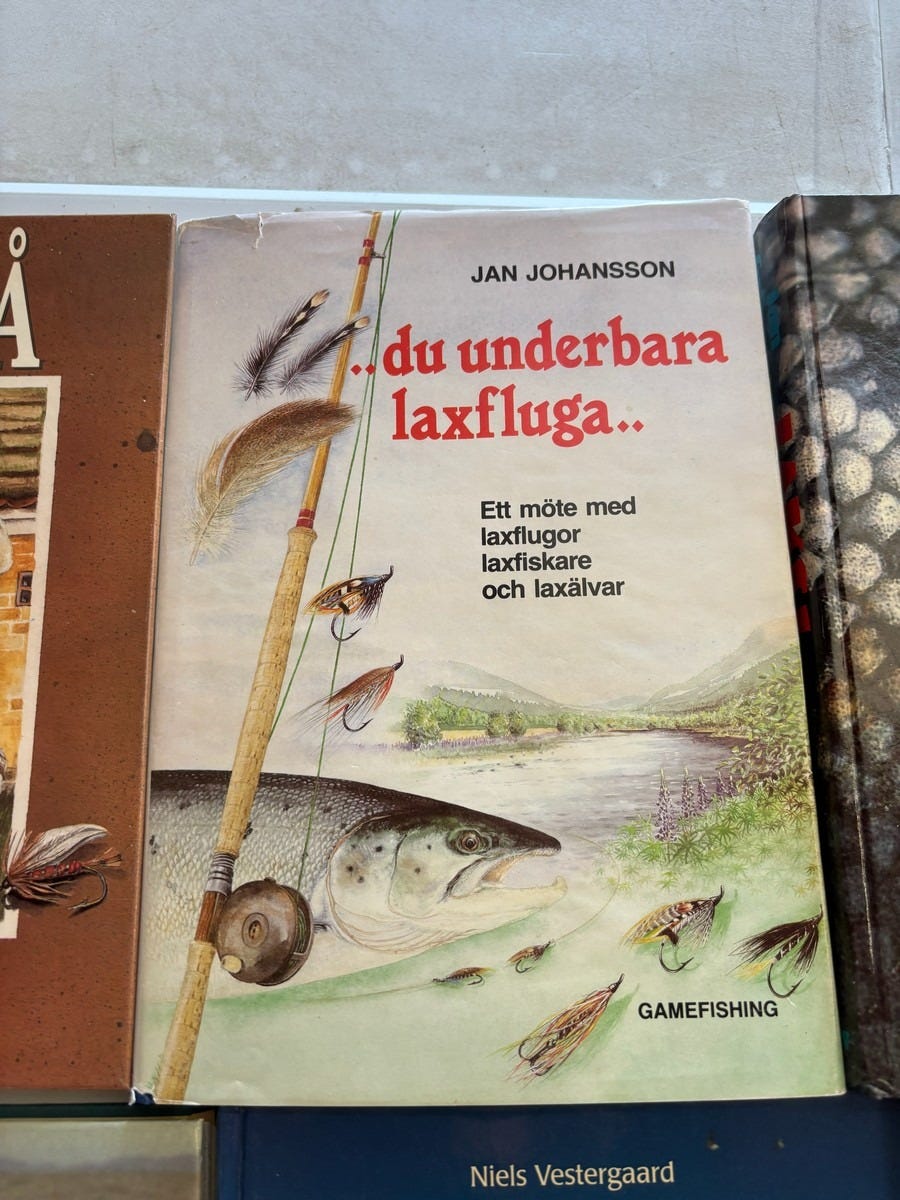 Å
JAN JOHANSSON
..du underbara
laxfluga..
Ett möte med
laxflugor
laxfiskare
och laxälvar
GAMEFISHING
Niels Vestergaard